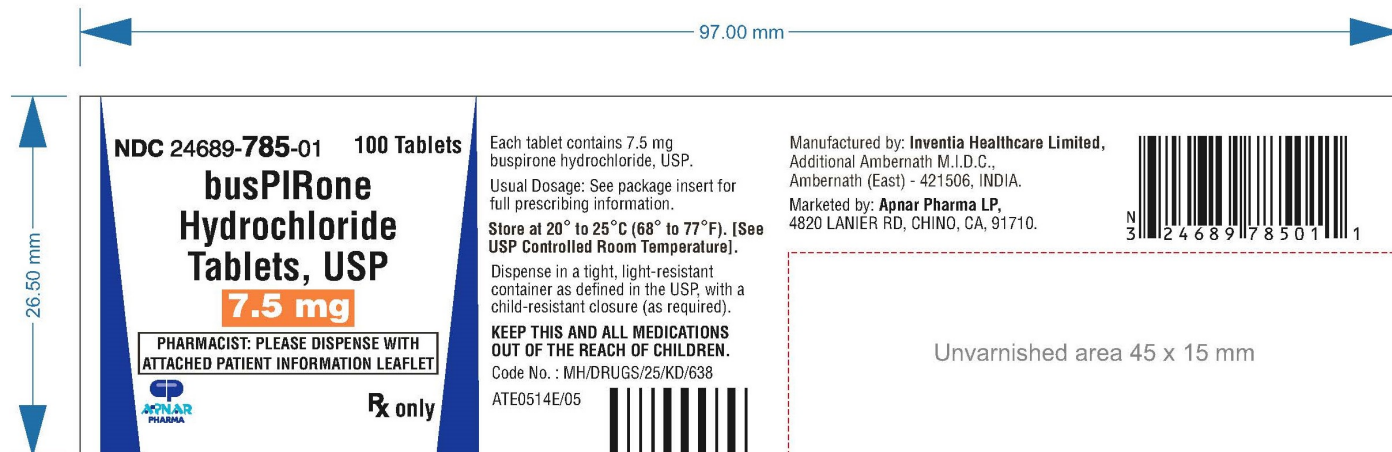 97.00 mm
26.50 mm
NDC 24689-785-01 100 Tablets
busPIRone
Hydrochloride
Tablets, USP
7.5 mg
PHARMACIST: PLEASE DISPENSE WITH
ATTACHED PATIENT INFORMATION LEAFLET
APNAR
PHARMA
Rx only
Each tablet contains 7.5 mg
buspirone hydrochloride, USP.
Usual Dosage: See package insert for
full prescribing information.
Store at 20° to 25°C (68° to 77°F). [See
USP Controlled Room Temperature].
Dispense in a tight, light-resistant
container as defined in the USP, with a
child-resistant closure (as required).
KEEP THIS AND ALL MEDICATIONS
OUT OF THE REACH OF CHILDREN.
Code No. : MH/DRUGS/25/KD/638
ATE0514E/05
Manufactured by: Inventia Healthcare Limited,
Additional Ambernath M.I.D.C.,
Ambernath (East) - 421506, INDIA.
Marketed by: Apnar Pharma LP,
4820 LANIER RD, CHINO, CA, 91710.
N
3 24689 78501 1
Unvarnished area 45 x 15 mm